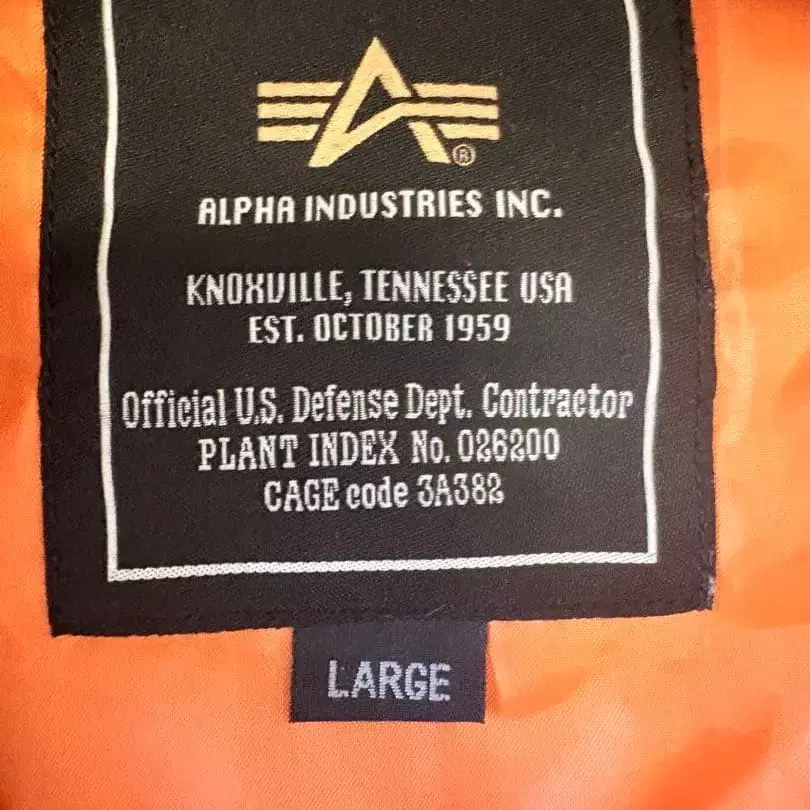 ®
ALPHA INDUSTRIES INC.
KNOXVILLE, TENNESSEE USA
EST. OCTOBER 1959
Official U.S. Defense Dept. Contractor
PLANT INDEX No. 026200
CAGE code 3A382
LARGE